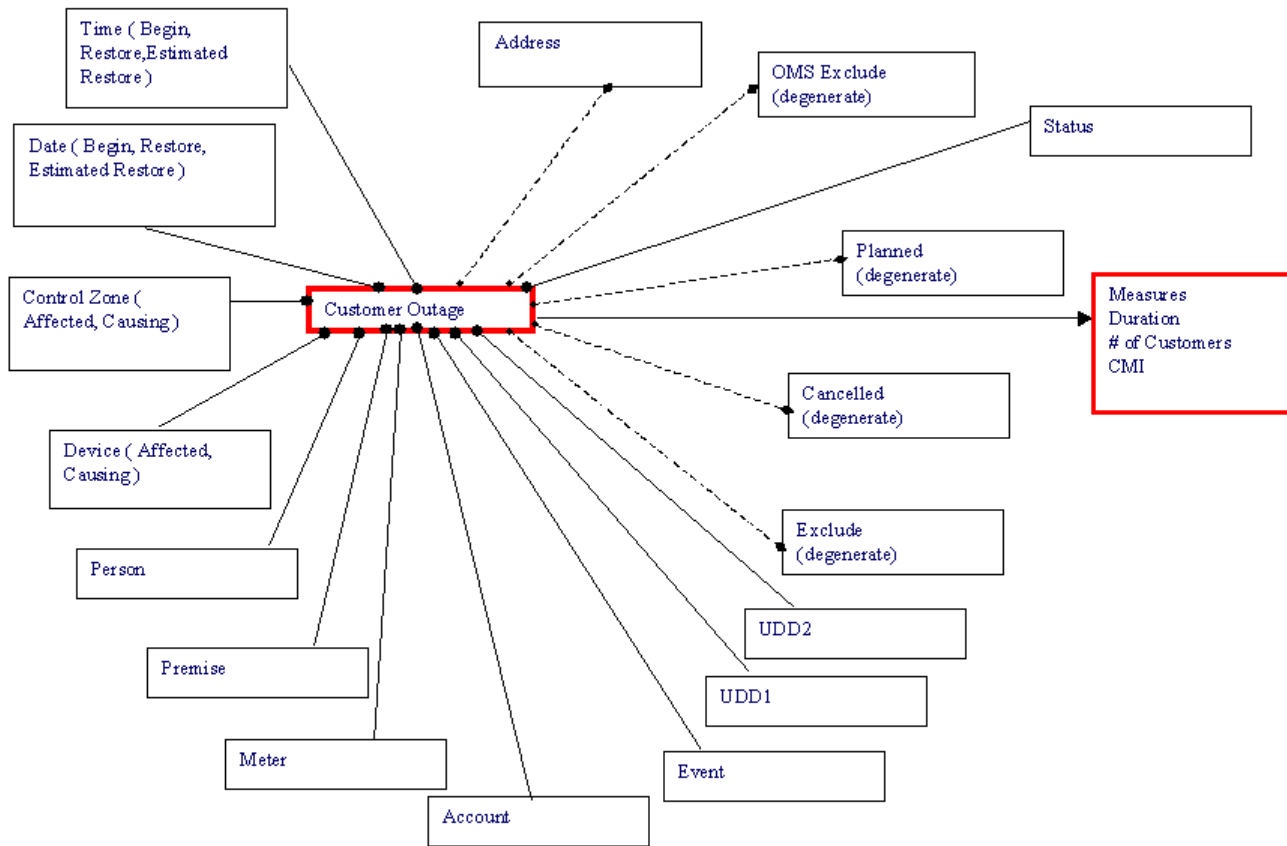 Time ( Begin,
Restore,Estimated
Restore )
Address
OMS Exclude
(degenerate)
Status
Date ( Begin, Restore,
Estimated Restore )
Planned
(degenerate)
Control Zone (
Affected, Causing )
Customer Outage
Measures
Duration
# of Customers
CMI
Cancelled
(degenerate)
Device ( Affected,
Causing )
Exclude
(degenerate)
Person
UDD2
Premise
UDD1
Meter
Event
Account